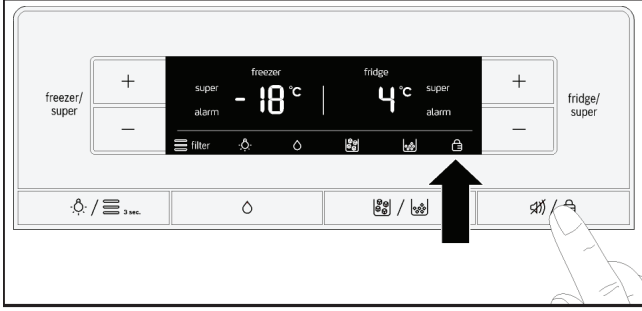 freezer/
super
+
−
freezer
super
alarm
- 18 °C
fridge
4 °C
super
alarm
filter
+
−
fridge/
super
/ 3 sec.
/
/